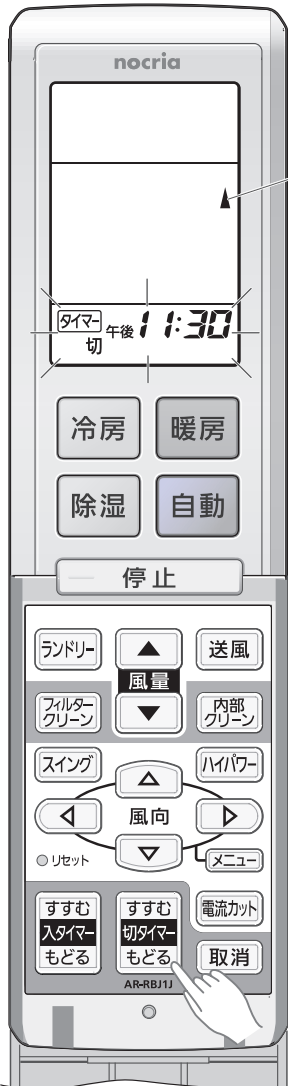 nocria
タイマー 午後 11:30
切
冷房 暖房
除湿 自動
停止
ランドリー ▲ 送風
風量
フィルター
クリーン
▼
内部
クリーン
スイング △ ハイパワー
◁ 風向 ▷
リセット ▽ メニュー
すすむ すすむ 電流カット
入タイマー 切タイマー
もどる もどる 取消
AR-RBJ1J